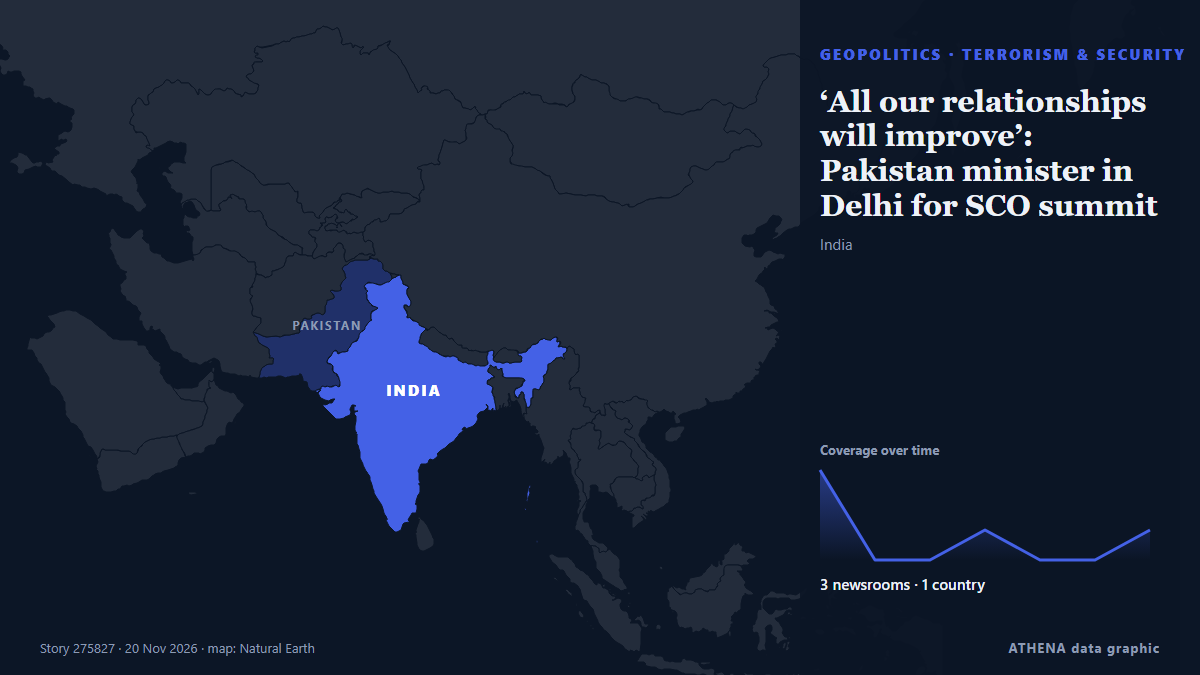 GEOPOLITICS · TERRORISM & SECURITY
‘All our relationships
will improve’:
Pakistan minister in
Delhi for SCO summit
India
PAKISTAN
INDIA
Coverage over time
3 newsrooms · 1 country
Story 275827 · 20 Nov 2026 · map: Natural Earth
ATHENA data graphic